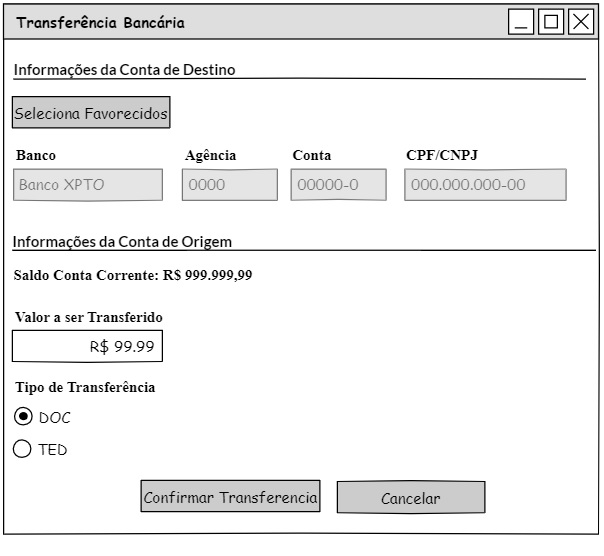 Transferência Bancária
Informações da Conta de Destino
Seleciona Favorecidos
Banco Agência Conta CPF/CNPJ
Banco XPTO 0000 00000-0 000.000.000-00
Informações da Conta de Origem
Saldo Conta Corrente: R$ 999.999,99
Valor a ser Transferido
R$ 99.99
Tipo de Transferência
DOC
TED
Confirmar Transferencia Cancelar